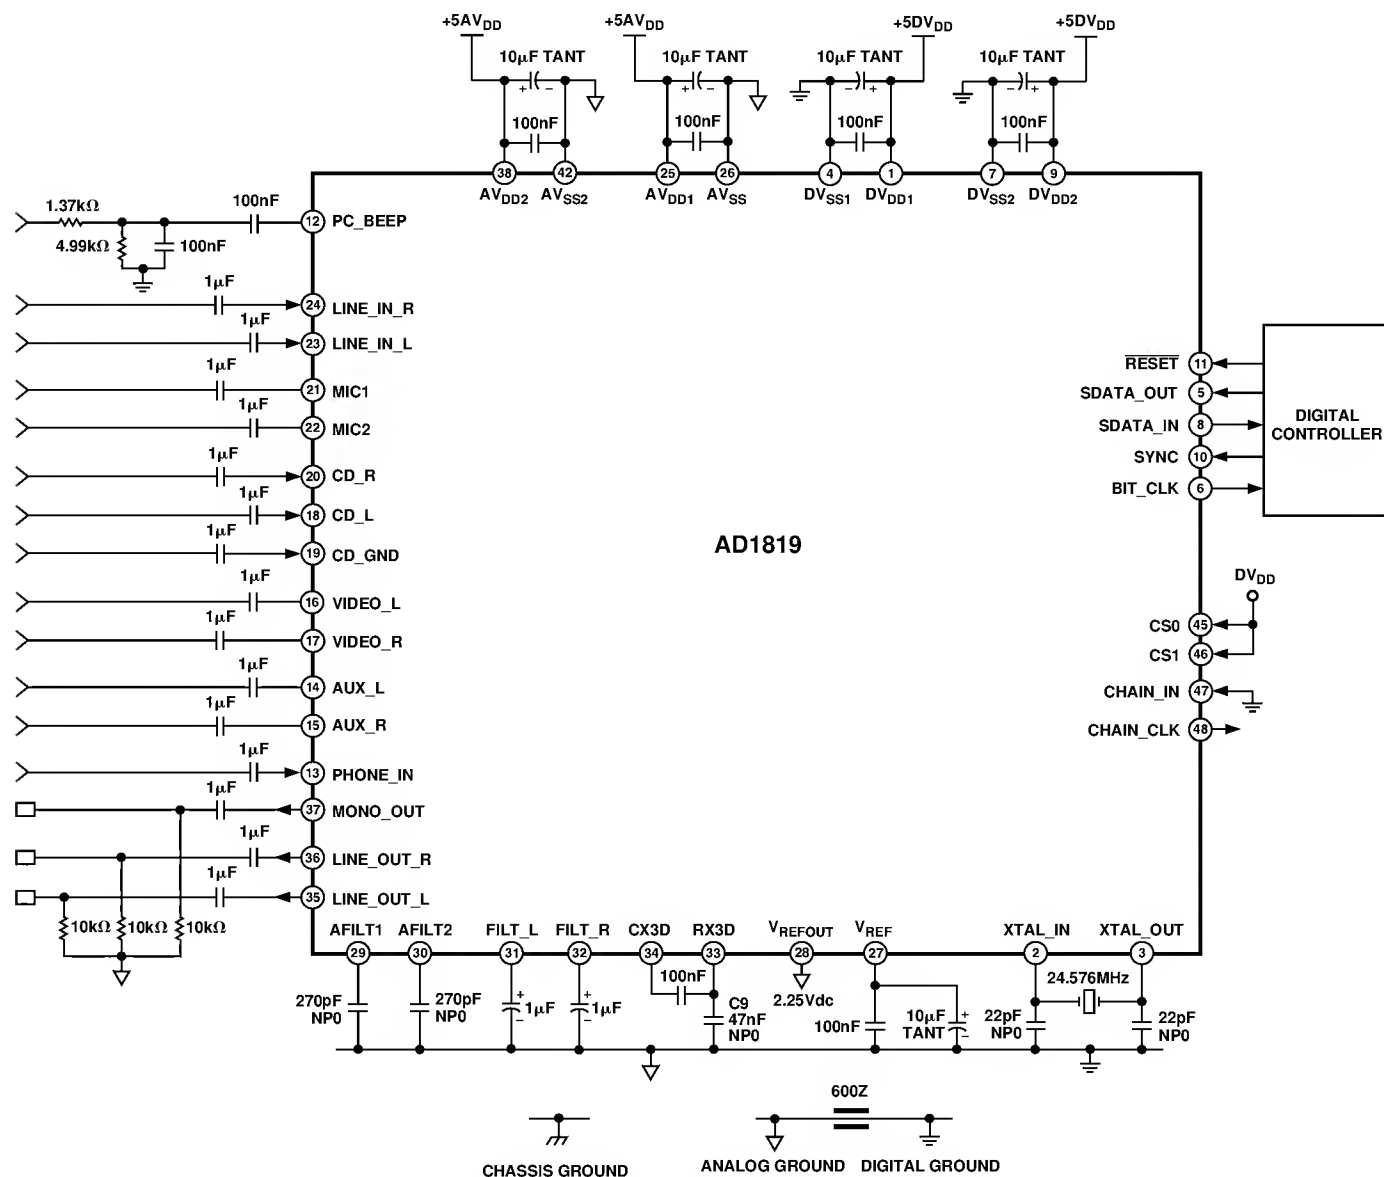 +5AVDD +5AVDD +5DVDD +5DVDD
10μF TANT 10μF TANT 10μF TANT 10μF TANT
+ − + − − + − +
100nF 100nF 100nF 100nF
38 42 25 26 4 1 7 9
AVDD2 AVSS2 AVDD1 AVSS DVSS1 DVDD1 DVSS2 DVDD2
1.37kΩ 100nF
12 PC_BEEP
4.99kΩ 100nF
1μF
24 LINE_IN_R
1μF
23 LINE_IN_L
1μF
21 MIC1
1μF
22 MIC2
1μF
20 CD_R
1μF
18 CD_L
1μF
19 CD_GND
1μF
16 VIDEO_L
1μF
17 VIDEO_R
1μF
14 AUX_L
1μF
15 AUX_R
1μF
13 PHONE_IN
1μF
37 MONO_OUT
1μF
36 LINE_OUT_R
1μF
35 LINE_OUT_L
10kΩ 10kΩ 10kΩ
AD1819
RESET 11
SDATA_OUT 5
SDATA_IN 8
SYNC 10
BIT_CLK 6
DIGITAL
CONTROLLER
DVDD
CS0 45
CS1 46
CHAIN_IN 47
CHAIN_CLK 48
AFILT1 AFILT2 FILT_L FILT_R CX3D RX3D VREFOUT VREF XTAL_IN XTAL_OUT
29 30 31 32 34 33 28 27 2 3
270pF
NP0
270pF
NP0
+
1μF
−
+
1μF
−
100nF
C9
47nF
NP0
2.25Vdc
100nF
10μF
TANT
+
−
24.576MHz
22pF
NP0
22pF
NP0
600Z
CHASSIS GROUND
ANALOG GROUND
DIGITAL GROUND